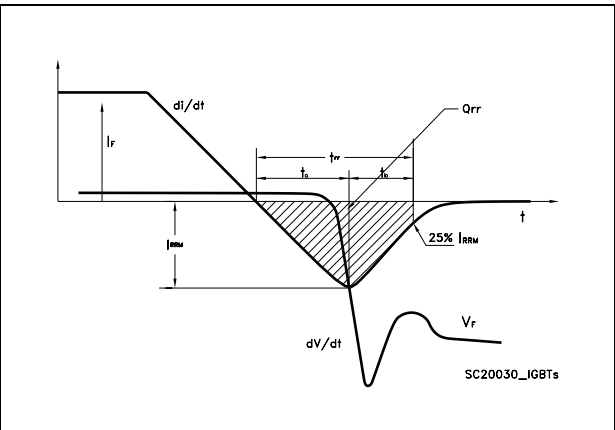 di/dt
Qrr
IF
trr
ta
tb
t
IRRM
25% IRRM
VF
dV/dt
SC20030_IGBTs